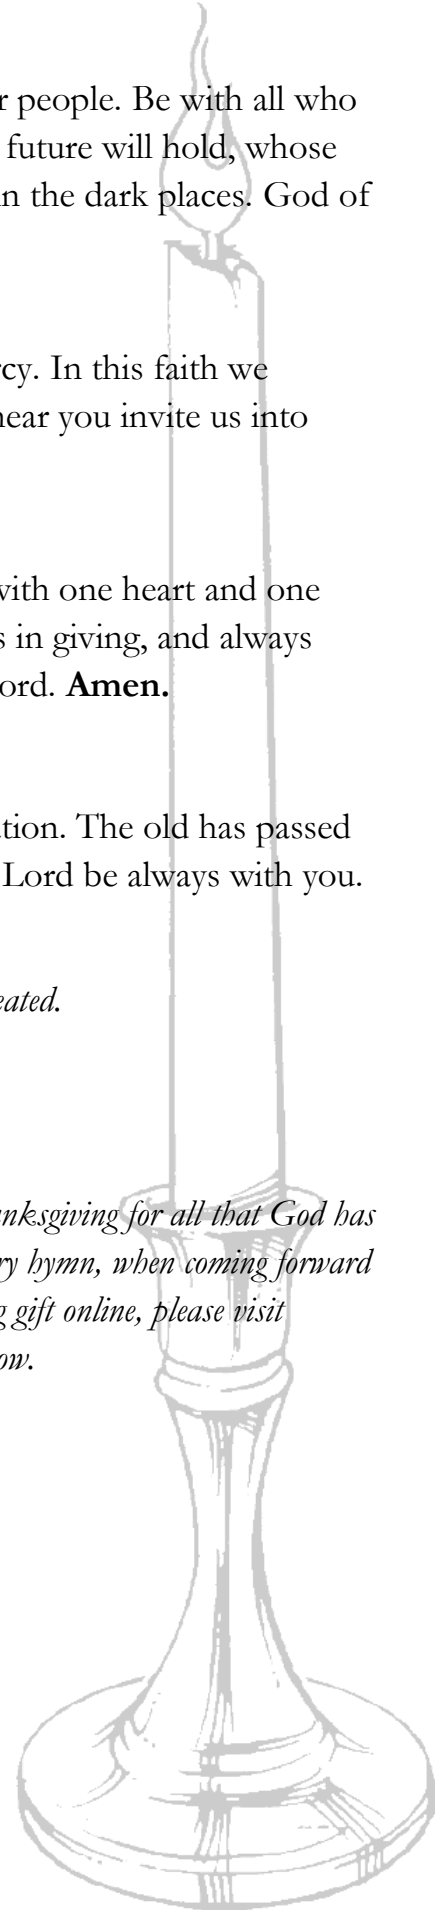 r people. Be with all who
future will hold, whose
in the dark places. God of
rcy. In this faith we
near you invite us into
with one heart and one
s in giving, and always
ord. Amen.
ation. The old has passed
Lord be always with you.
eated.
anksgiving for all that God has
ry hymn, when coming forward
g gift online, please visit
ow.